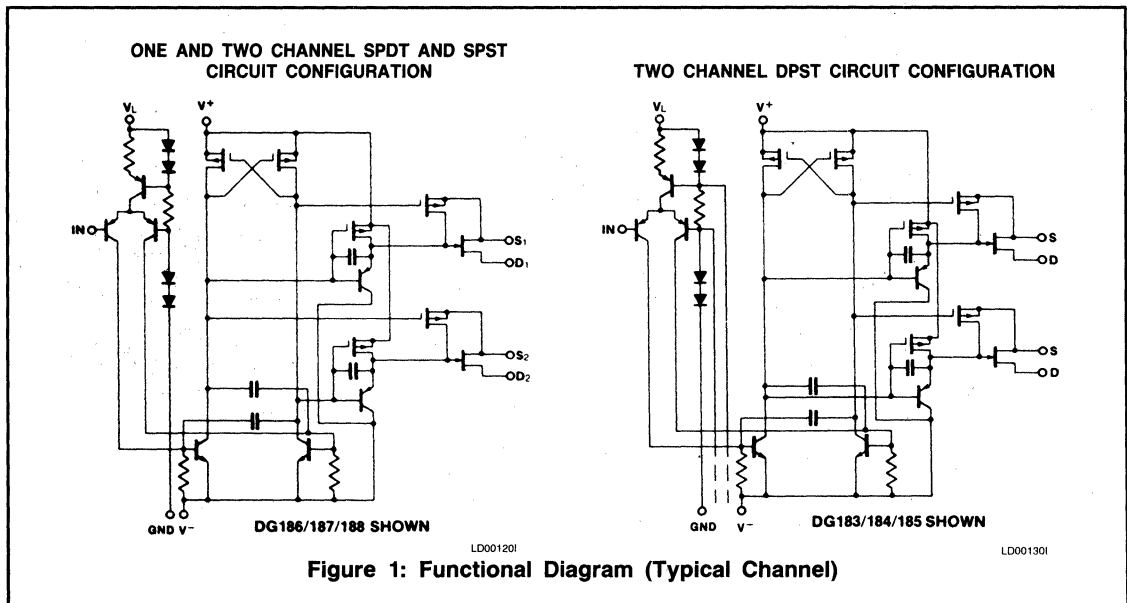 ONE AND TWO CHANNEL SPDT AND SPST
CIRCUIT CONFIGURATION
VL
V+
IN
S1
D1
S2
D2
GND V−
DG186/187/188 SHOWN
LD00120I
TWO CHANNEL DPST CIRCUIT CONFIGURATION
VL
V+
IN
S
D
S
D
GND
V−
DG183/184/185 SHOWN
LD00130I
Figure 1: Functional Diagram (Typical Channel)